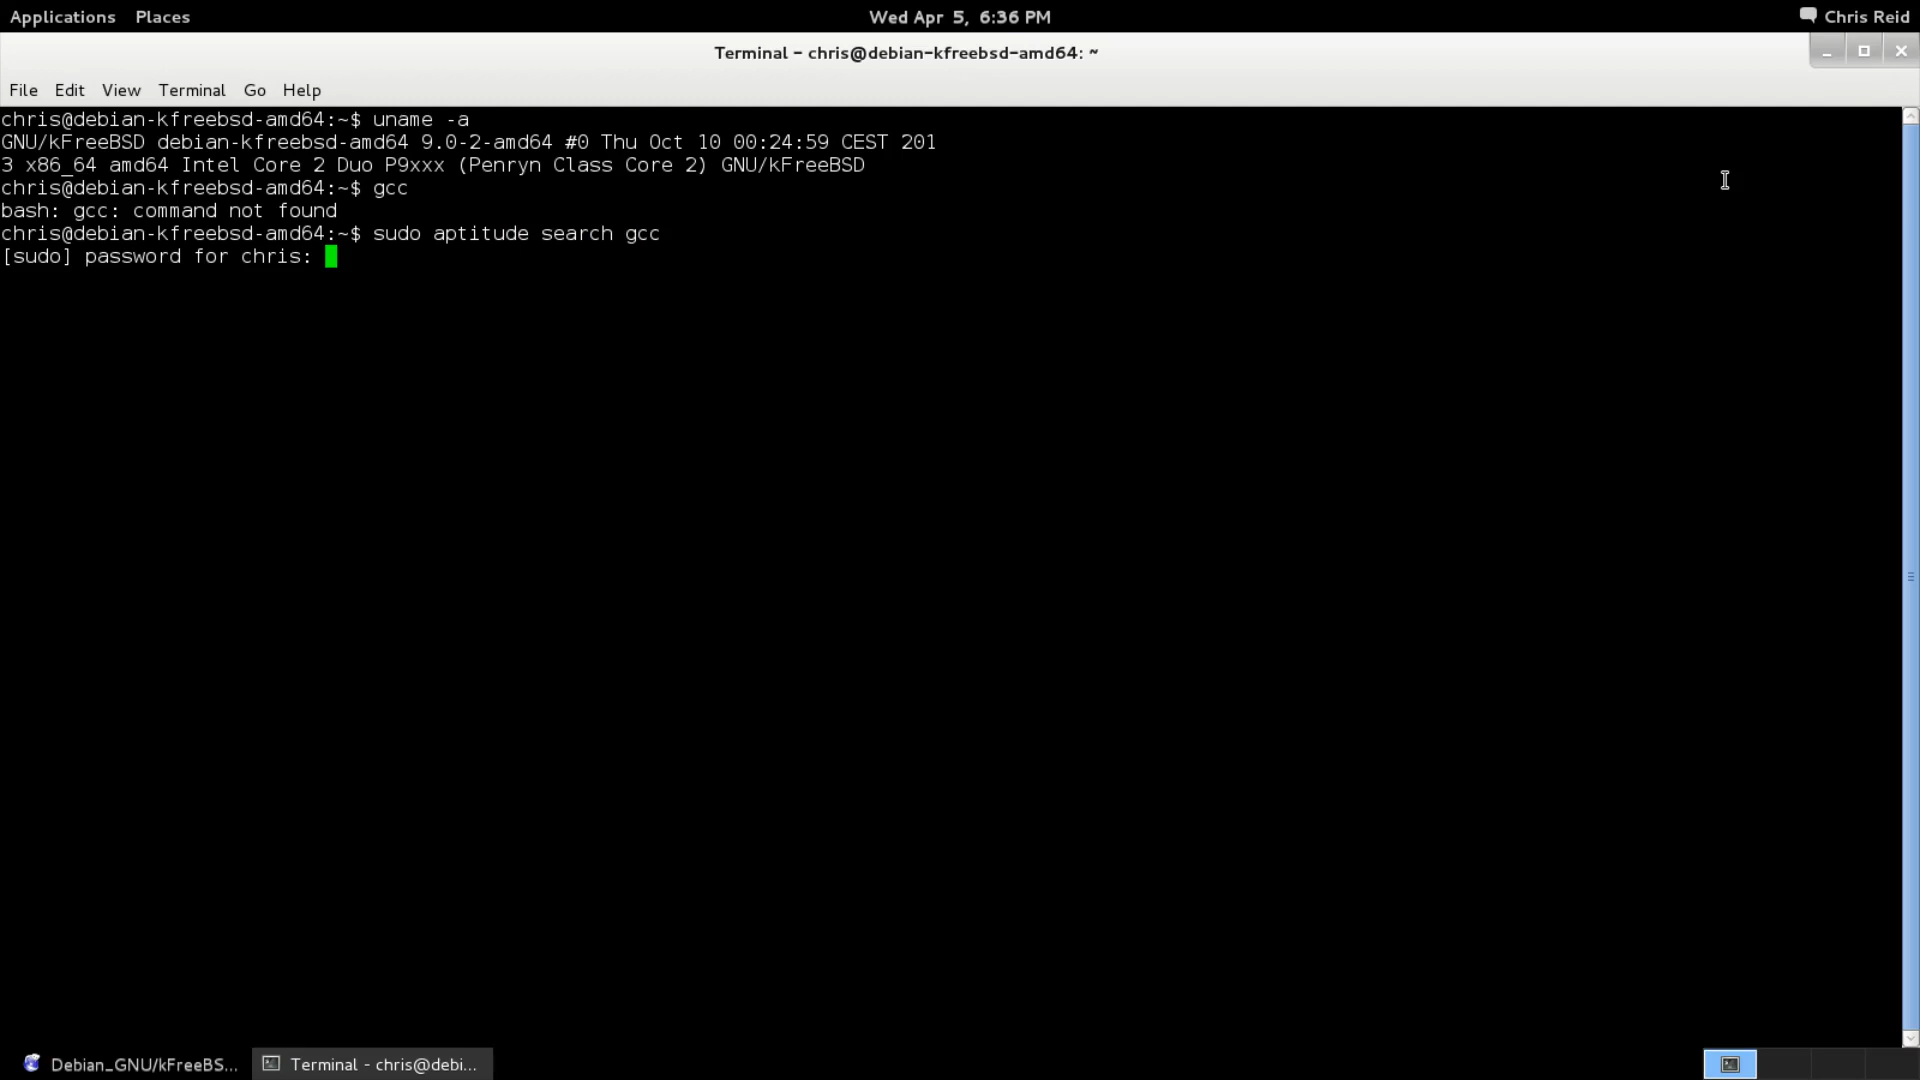 Applications Places Wed Apr 5, 6:36 PM Chris Reid
Terminal - chris@debian-kfreebsd-amd64: ~
File Edit View Terminal Go Help
chris@debian-kfreebsd-amd64:~$ uname -a
GNU/kFreeBSD debian-kfreebsd-amd64 9.0-2-amd64 #0 Thu Oct 10 00:24:59 CEST 201
3 x86_64 amd64 Intel Core 2 Duo P9xxx (Penryn Class Core 2) GNU/kFreeBSD
chris@debian-kfreebsd-amd64:~$ gcc
bash: gcc: command not found
chris@debian-kfreebsd-amd64:~$ sudo aptitude search gcc
[sudo] password for chris:
Debian_GNU/kFreeBS... Terminal - chris@debi...